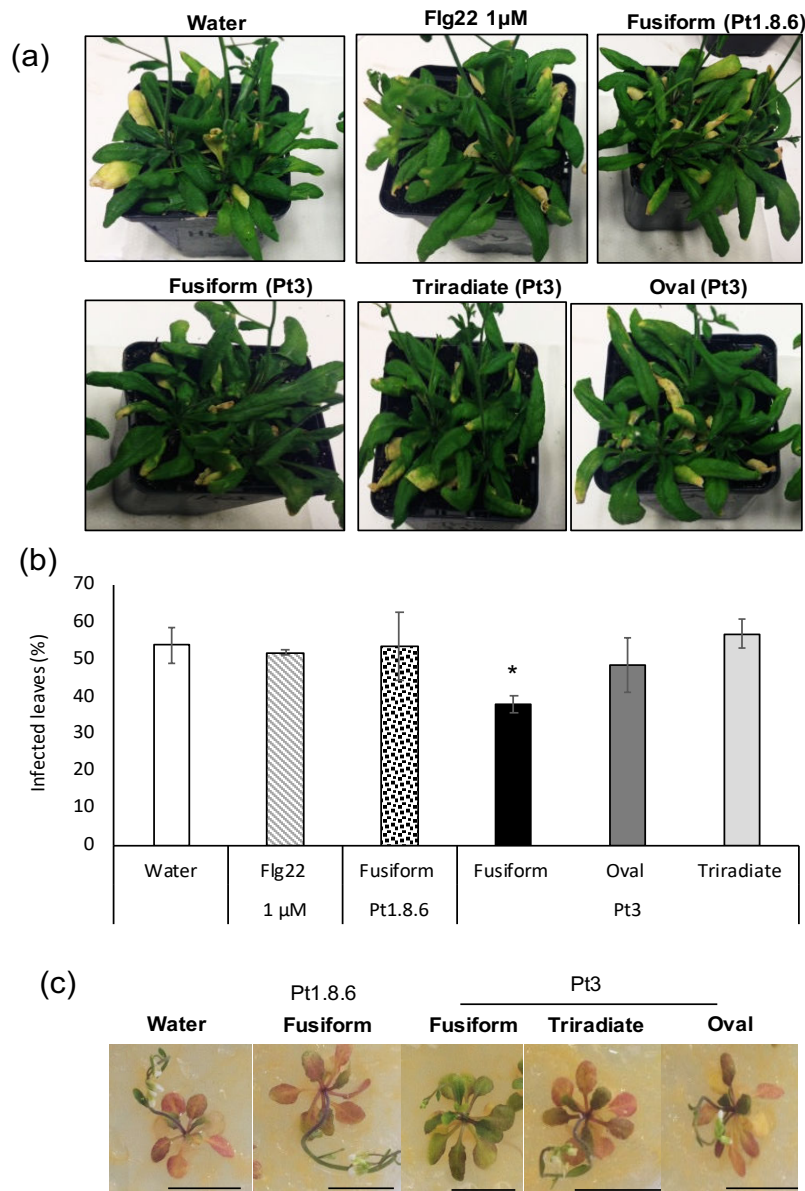 (a)
Water
Flg22 1µM
Fusiform (Pt1.8.6)
Fusiform (Pt3)
Triradiate (Pt3)
Oval (Pt3)
(b)
Infected leaves (%)
70
60
50
40
30
20
10
0
*
Water
Flg22
Fusiform
Fusiform
Oval
Triradiate
1 µM
Pt1.8.6
Pt3
(c)
Pt1.8.6
Pt3
Water
Fusiform
Fusiform
Triradiate
Oval